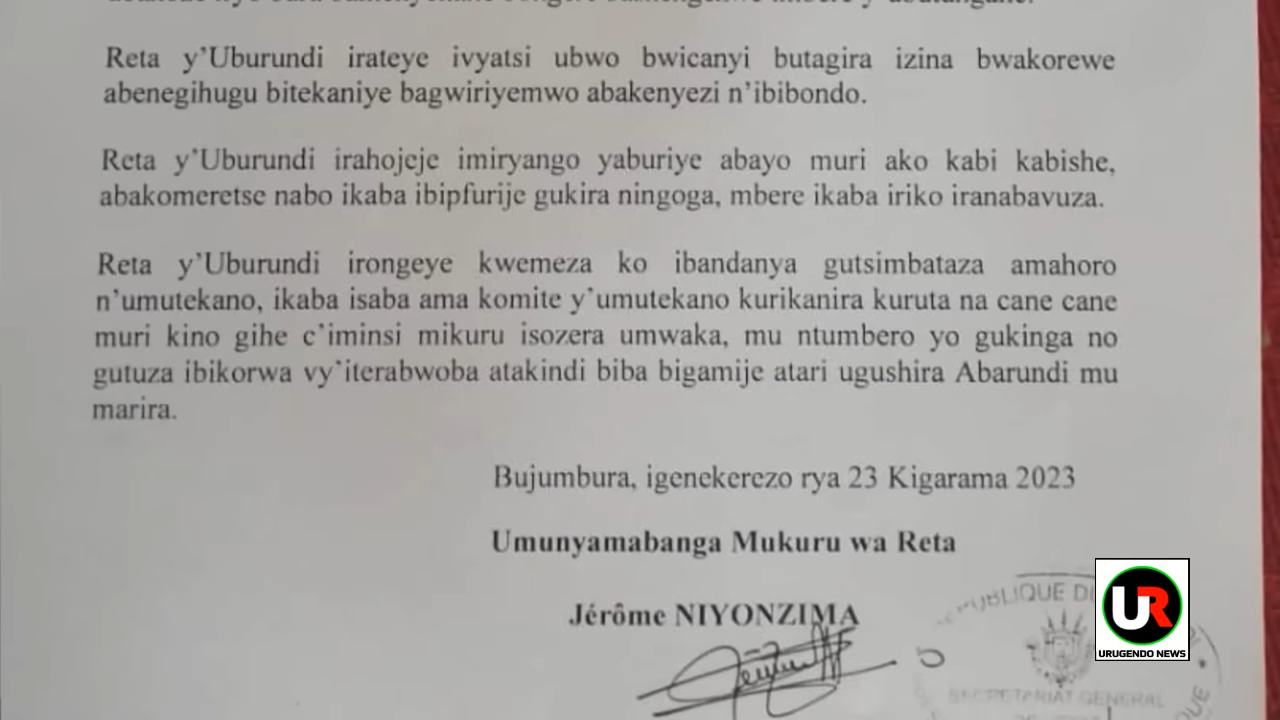 Reta y’Uburundi irateye ivyatsi ubwo bwicanyi butagira izina bwakorewe
abenegihugu bitekaniye bagwiriyemwo abakenyezi n’ibibondo.
Reta y’Uburundi irahojeje imiryango yaburiye abayo muri ako kabi kabishe,
abakomeretse nabo ikaba ibipfurije gukira ningoga, mbere ikaba iriko iranabavuza.
Reta y’Uburundi irongeye kwemeza ko ibandanya gutsimbataza amahoro
n’umutekano, ikaba isaba ama komite y’umutekano kurikanira kuruta na cane cane
muri kino gihe c’iminsi mikuru isozera umwaka, mu ntumbero yo gukinga no
gutuza ibikorwa vy’iterabwoba atakindi biba bigamije atari ugushira Abarundi mu
marira.
Bujumbura, igenekerezo rya 23 Kigarama 2023
Umunyamabanga Mukuru wa Reta
Jérôme NIYONZIMA
SECRETARIAT GENERAL
UR
URUGENDO NEWS